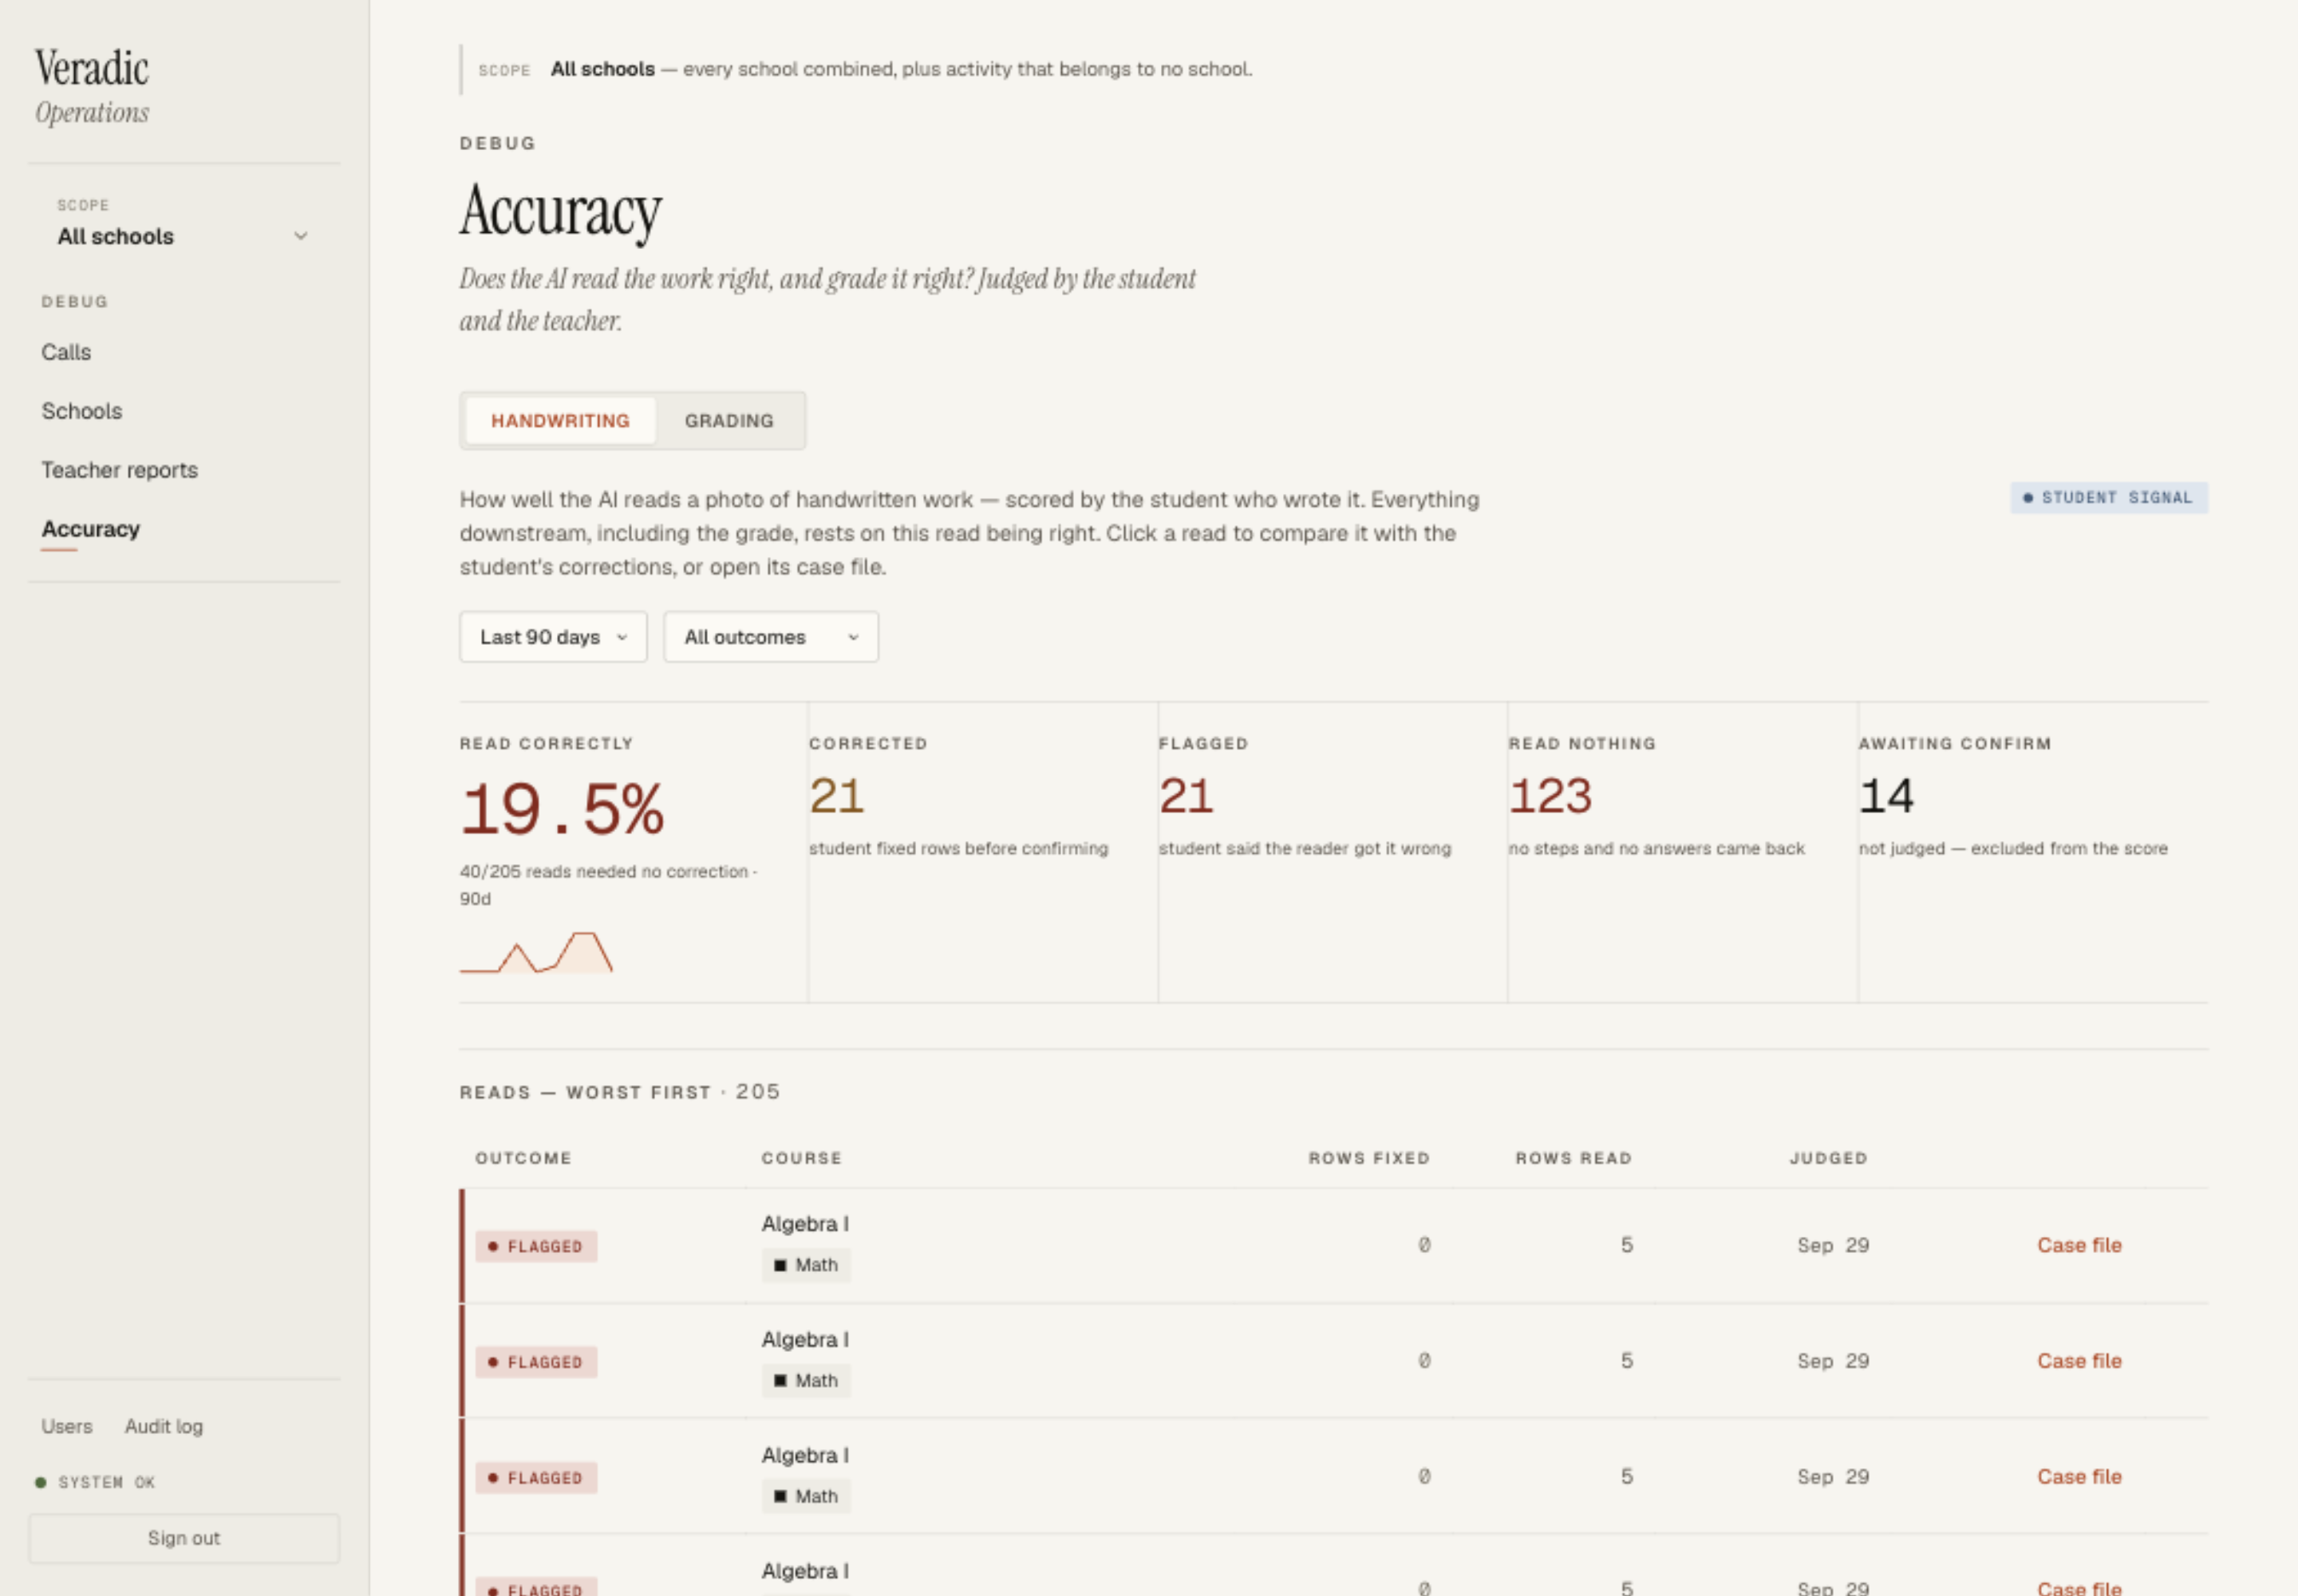 Veradic
Operations
SCOPE
All schools
DEBUG
Calls
Schools
Teacher reports
Accuracy
Users Audit log
SYSTEM OK
Sign out
SCOPE All schools — every school combined, plus activity that belongs to no school.
DEBUG
Accuracy
Does the AI read the work right, and grade it right? Judged by the student
and the teacher.
HANDWRITING GRADING
How well the AI reads a photo of handwritten work — scored by the student who wrote it. Everything
downstream, including the grade, rests on this read being right. Click a read to compare it with the
student's corrections, or open its case file.
STUDENT SIGNAL
Last 90 days All outcomes
READ CORRECTLY
19.5%
40/205 reads needed no correction ·
90d
CORRECTED
21
student fixed rows before confirming
FLAGGED
21
student said the reader got it wrong
READ NOTHING
123
no steps and no answers came back
AWAITING CONFIRM
14
not judged — excluded from the score
READS — WORST FIRST · 205
OUTCOME COURSE ROWS FIXED ROWS READ JUDGED
FLAGGED Algebra I 0 5 Sep 29 Case file
Math
FLAGGED Algebra I 0 5 Sep 29 Case file
Math
FLAGGED Algebra I 0 5 Sep 29 Case file
Math
FLAGGED Algebra I 0 5 Sep 29 Case file